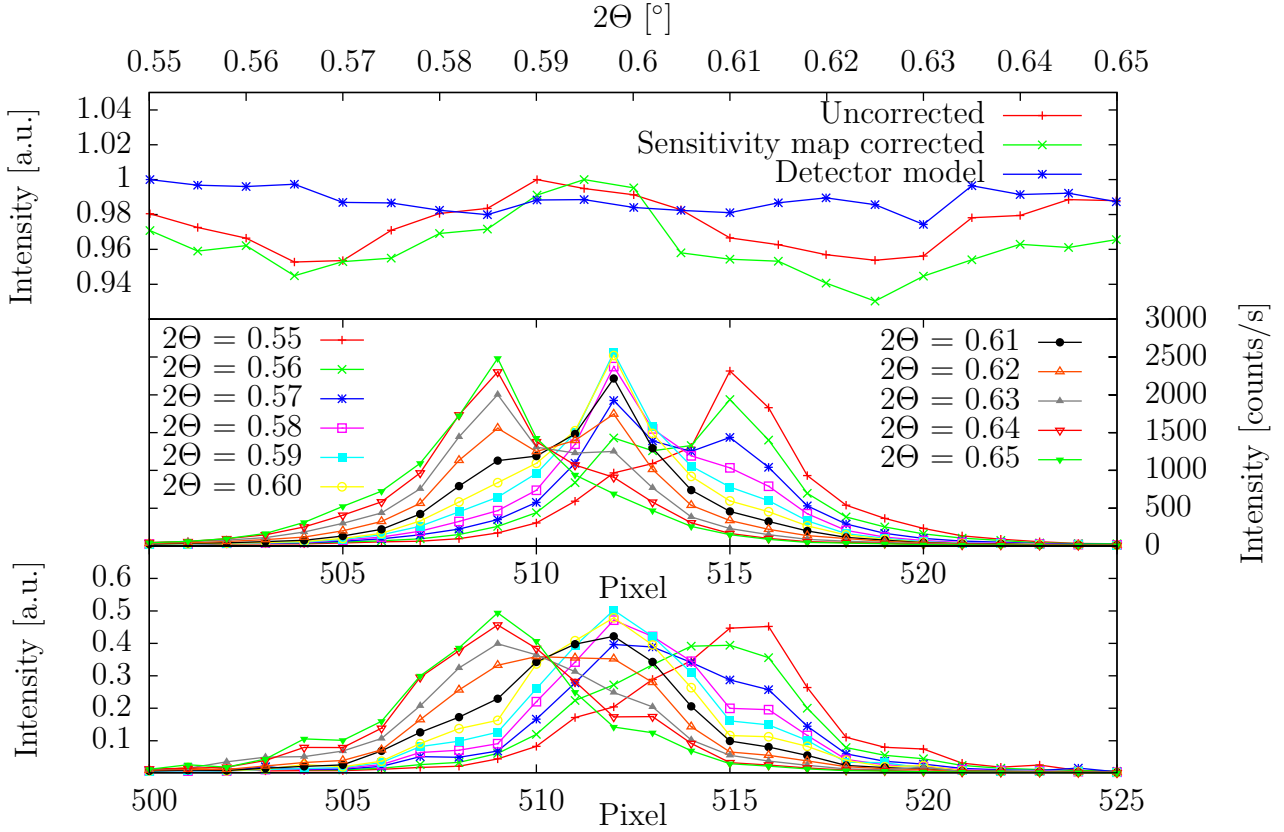 2Θ [°]
0.55 0.56 0.57 0.58 0.59 0.6 0.61 0.62 0.63 0.64 0.65
Intensity [a.u.]
1.04
1.02
1
0.98
0.96
0.94
Uncorrected
Sensitivity map corrected
Detector model
2Θ = 0.55
2Θ = 0.56
2Θ = 0.57
2Θ = 0.58
2Θ = 0.59
2Θ = 0.60
2Θ = 0.61
2Θ = 0.62
2Θ = 0.63
2Θ = 0.64
2Θ = 0.65
3000
2500
2000
1500
1000
500
0
Intensity [counts/s]
505 510 515 520
Pixel
Intensity [a.u.]
0.6
0.5
0.4
0.3
0.2
0.1
500 505 510 515 520 525
Pixel